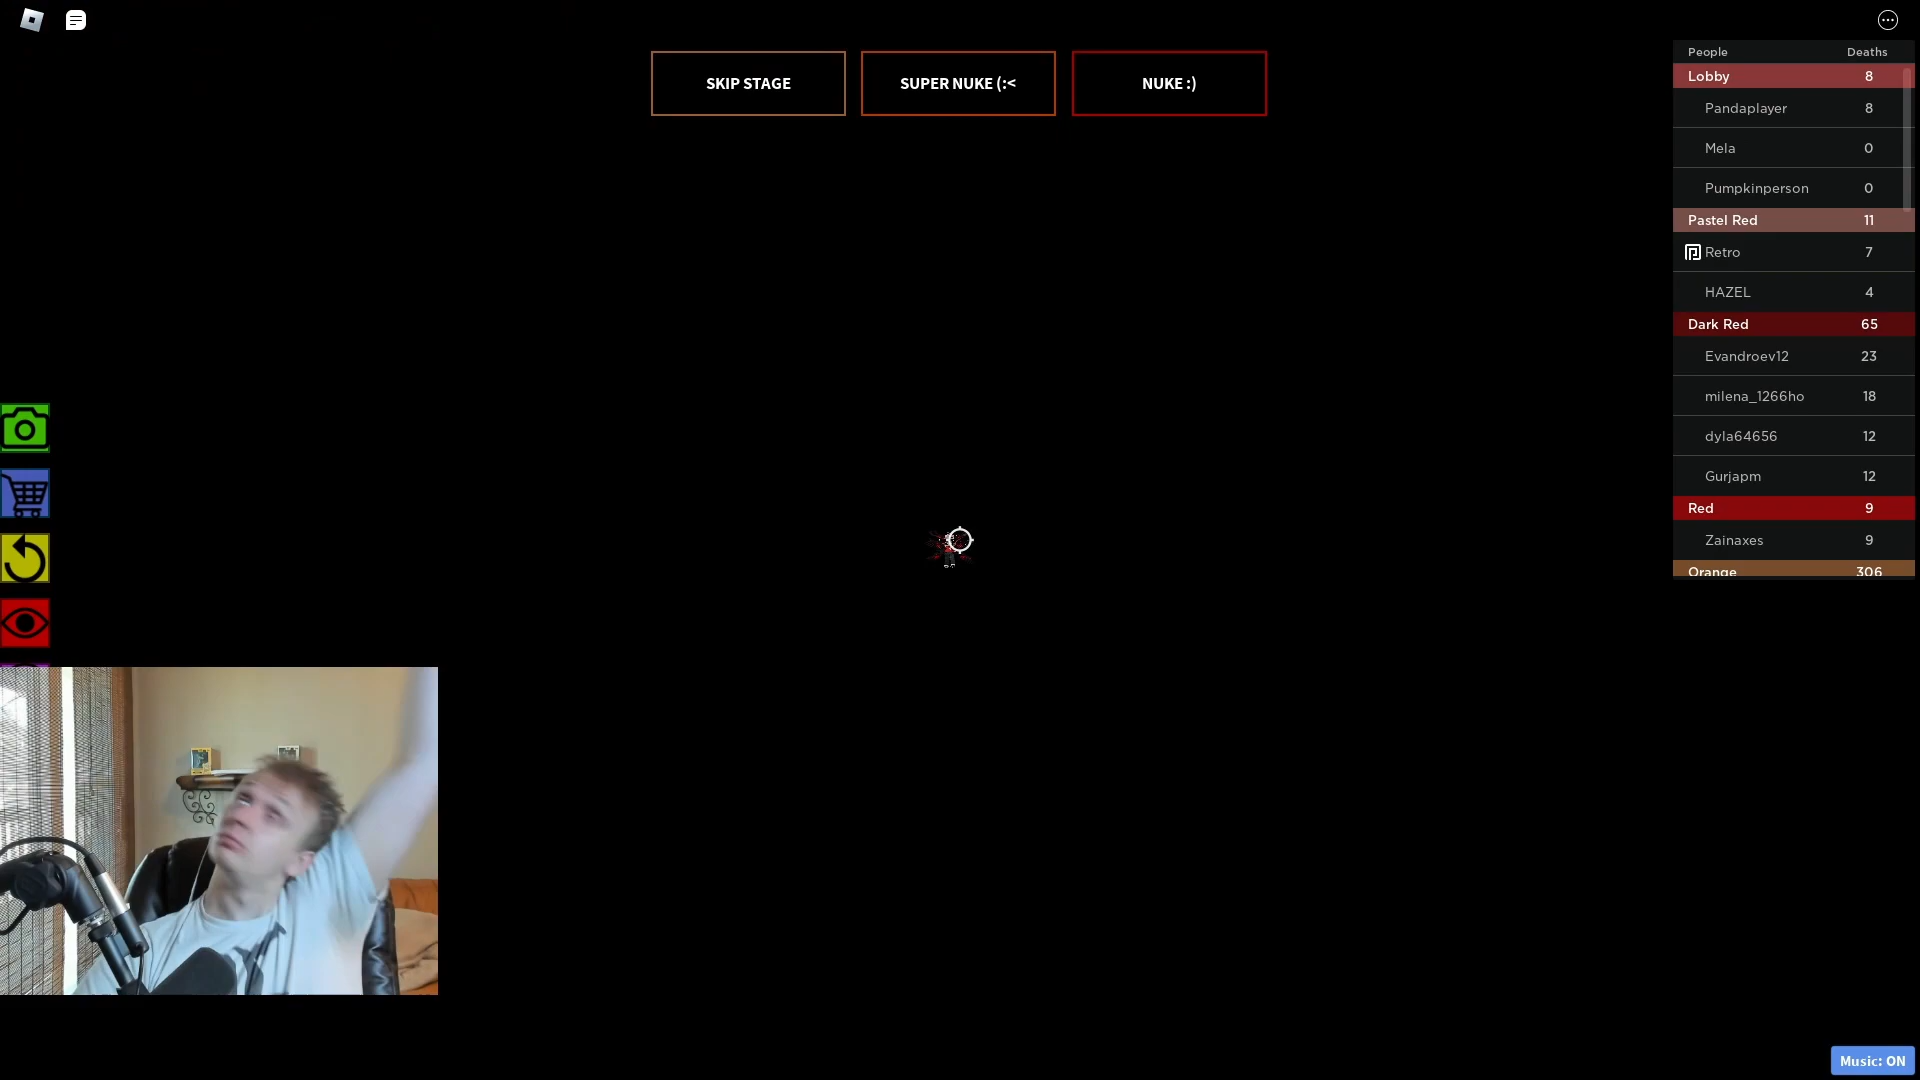 SKIP STAGE
SUPER NUKE (:<
NUKE :)
People Deaths
Lobby 8
Pandaplayer 8
Mela 0
Pumpkinperson 0
Pastel Red 11
Retro 7
HAZEL 4
Dark Red 65
Evandroev12 23
milena_1266ho 18
dyla64656 12
Gurjapm 12
Red 9
Zainaxes 9
Orange 306
Music: ON